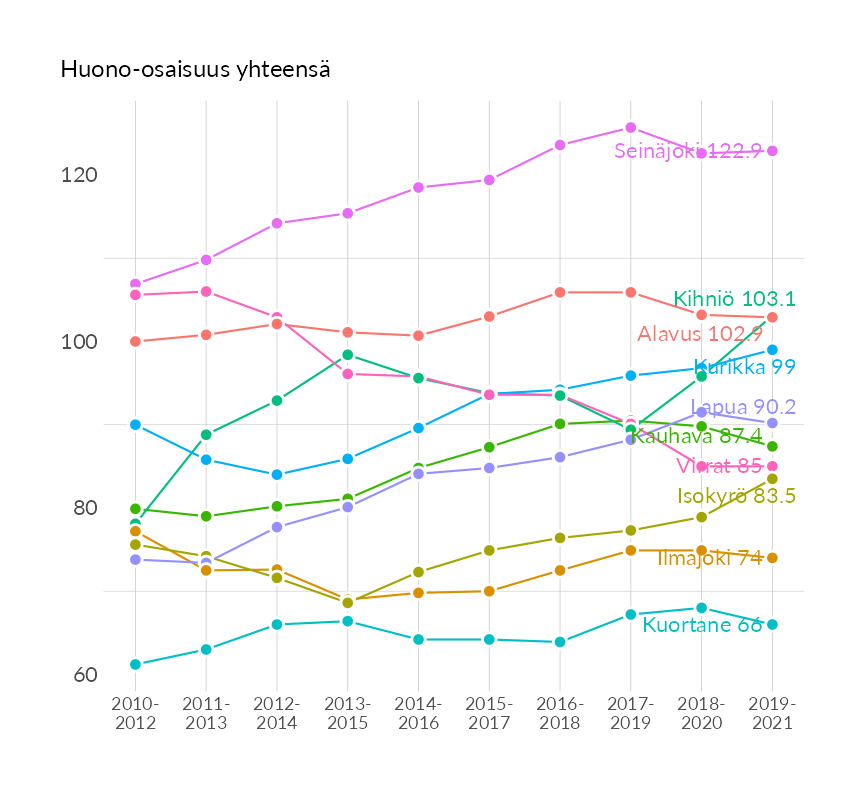 Huono-osaisuus yhteensä
120
100
80
60
Seinäjoki 122.9
Kihniö 103.1
Alavus 102.9
Kurikka 99
Lapua 90.2
Kauhava 87.4
Virrat 85
Isokyrö 83.5
Ilmajoki 74
Kuortane 66
2010- 2011- 2012- 2013- 2014- 2015- 2016- 2017- 2018- 2019-
2012 2013 2014 2015 2016 2017 2018 2019 2020 2021